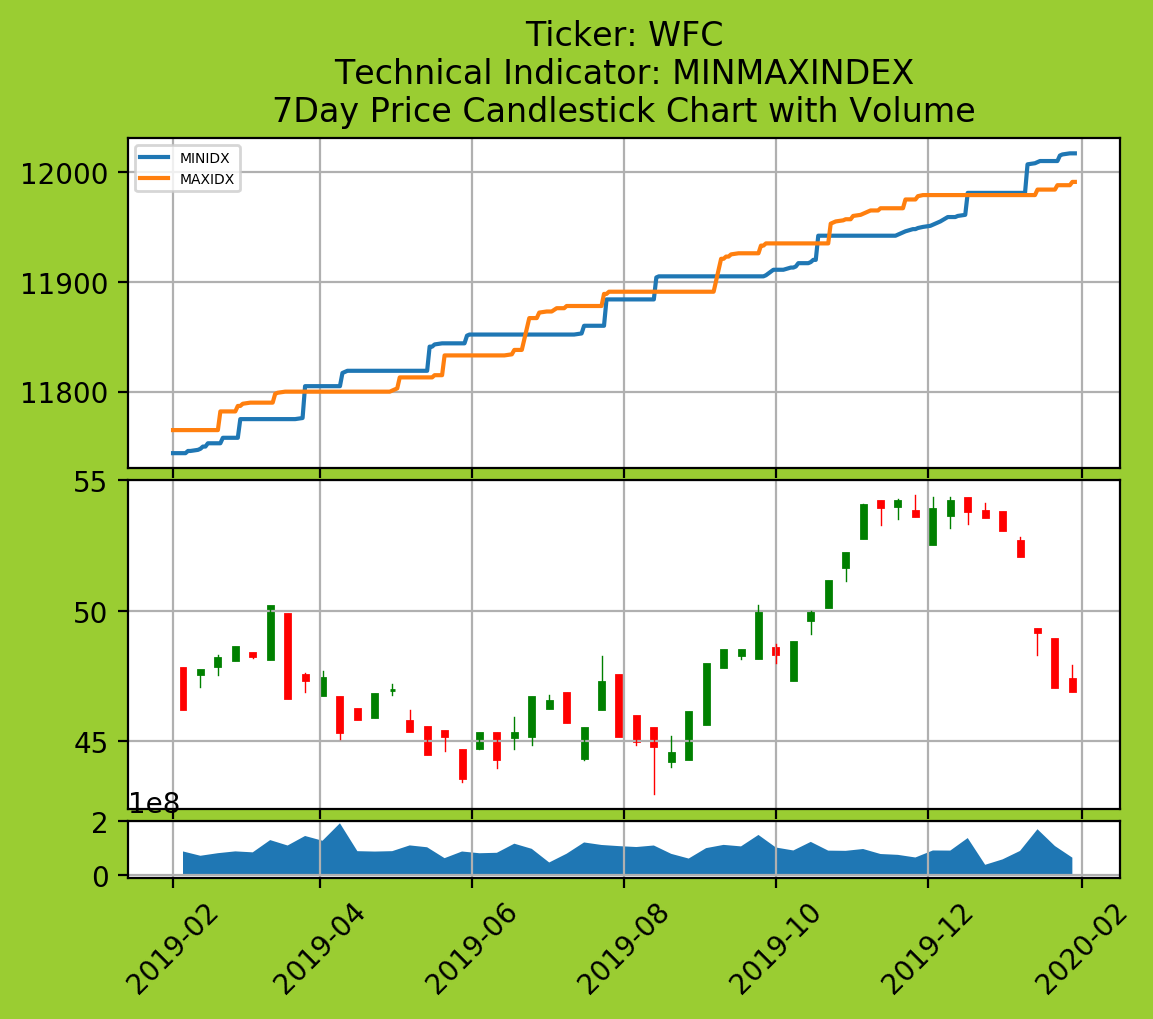 Ticker: WFC
Technical Indicator: MINMAXINDEX
7Day Price Candlestick Chart with Volume
MINIDX
MAXIDX
12000
11900
11800
55
50
45
1e8
2
0
2019-02
2019-04
2019-06
2019-08
2019-10
2019-12
2020-02